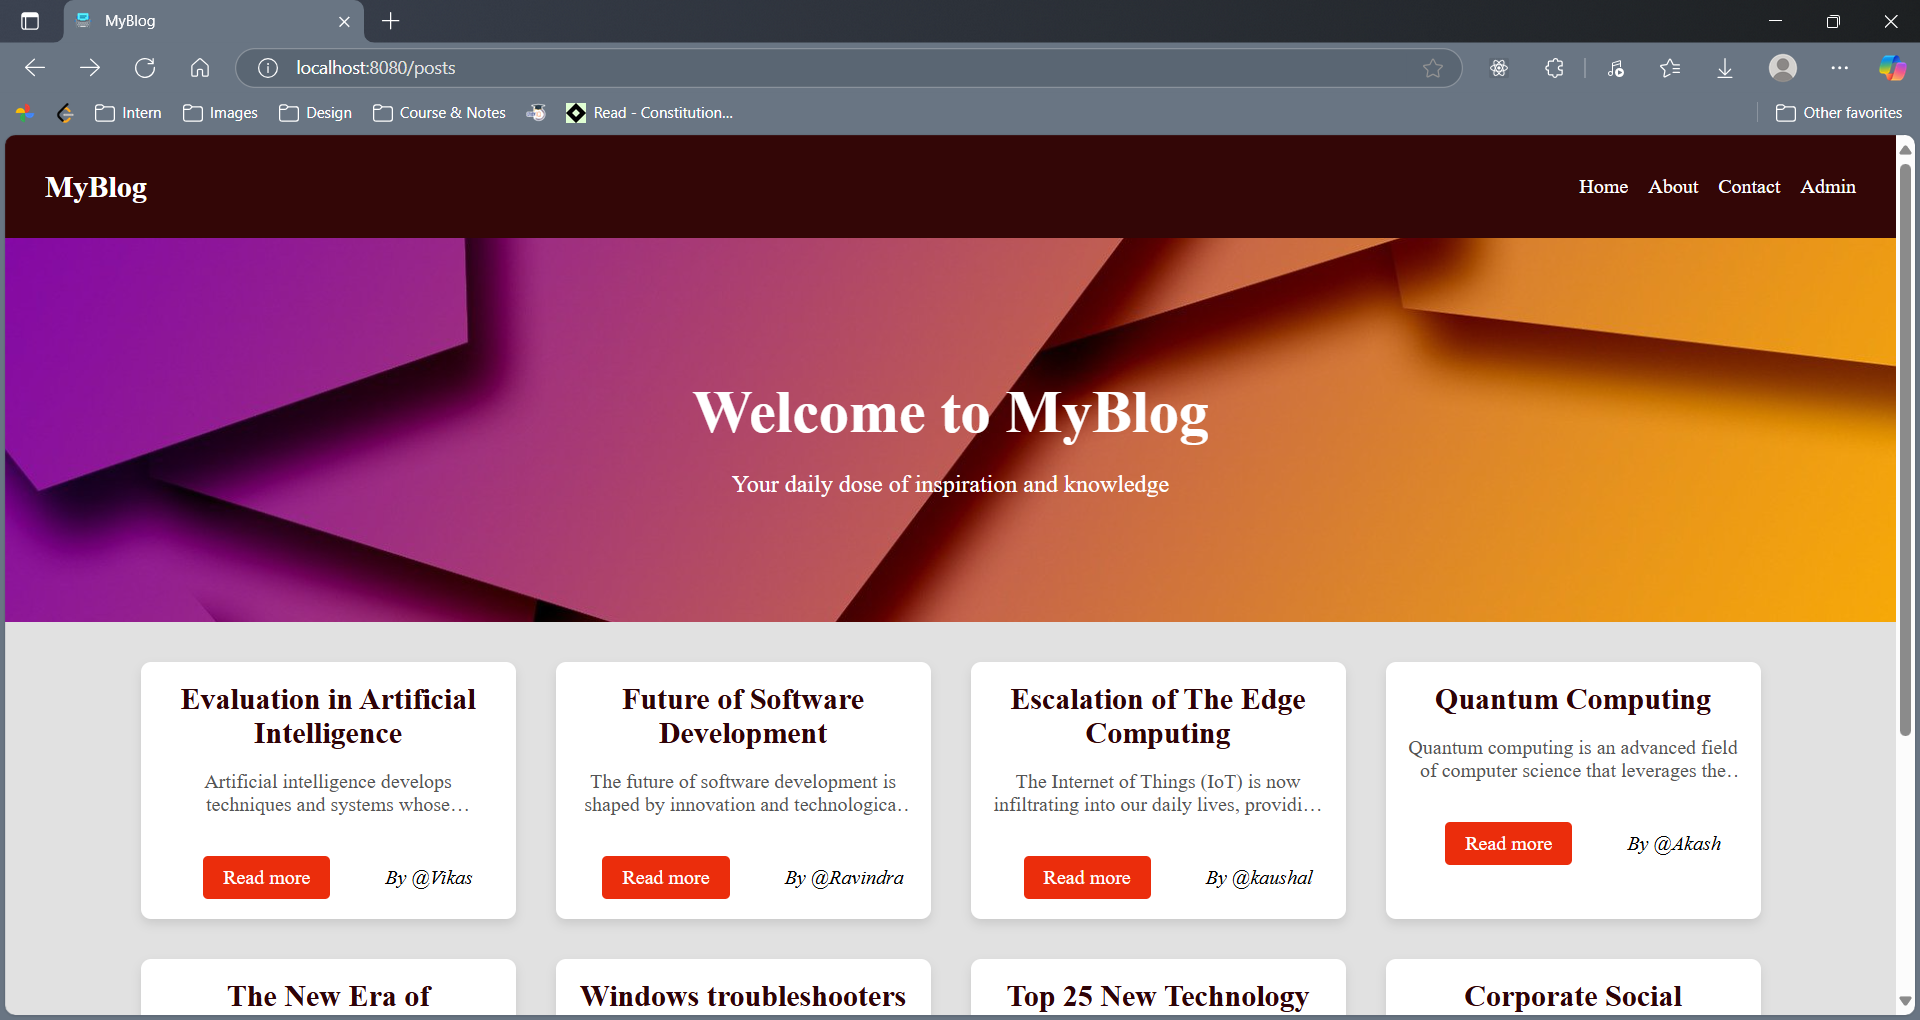 MyBlog
localhost:8080/posts
Intern Images Design Course & Notes Read - Constitution... Other favorites
MyBlog Home About Contact Admin
Welcome to MyBlog
Your daily dose of inspiration and knowledge
Evaluation in Artificial
Intelligence
Artificial intelligence develops
techniques and systems whose...
Read more By @Vikas
Future of Software
Development
The future of software development is
shaped by innovation and technologica..
Read more By @Ravindra
Escalation of The Edge
Computing
The Internet of Things (IoT) is now
infiltrating into our daily lives, providi...
Read more By @kaushal
Quantum Computing
Quantum computing is an advanced field
of computer science that leverages the..
Read more By @Akash
The New Era of
Windows troubleshooters
Top 25 New Technology
Corporate Social